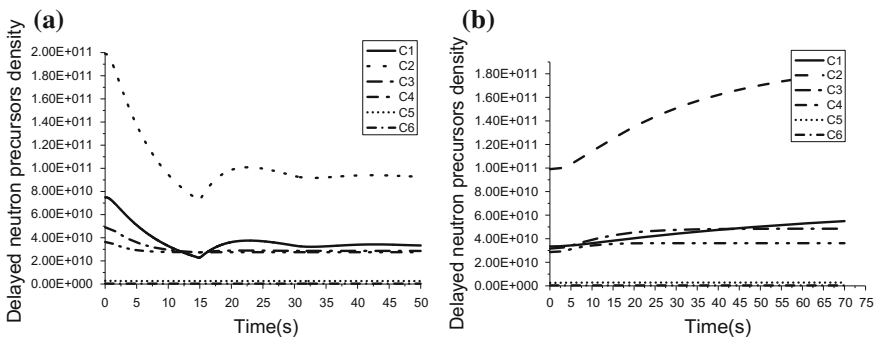 (a)
Delayed neutron precursors density
2.00E+011
1.80E+011
1.60E+011
1.40E+011
1.20E+011
1.00E+011
8.00E+010
6.00E+010
4.00E+010
2.00E+010
0.00E+000
0 5 10 15 20 25 30 35 40 45 50
Time(s)
C1
C2
C3
C4
C5
C6
(b)
Delayed neutron precursors density
1.80E+011
1.60E+011
1.40E+011
1.20E+011
1.00E+011
8.00E+010
6.00E+010
4.00E+010
2.00E+010
0.00E+000
0 5 10 15 20 25 30 35 40 45 50 55 60 65 70 75
Time(s)
C1
C2
C3
C4
C5
C6